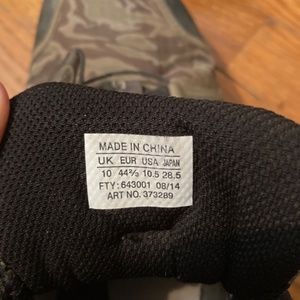 MADE IN CHINA
UK EUR USA JAPAN
10 44⅔ 10.5 28.5
FTY: 643001 08/14
ART NO. 373289